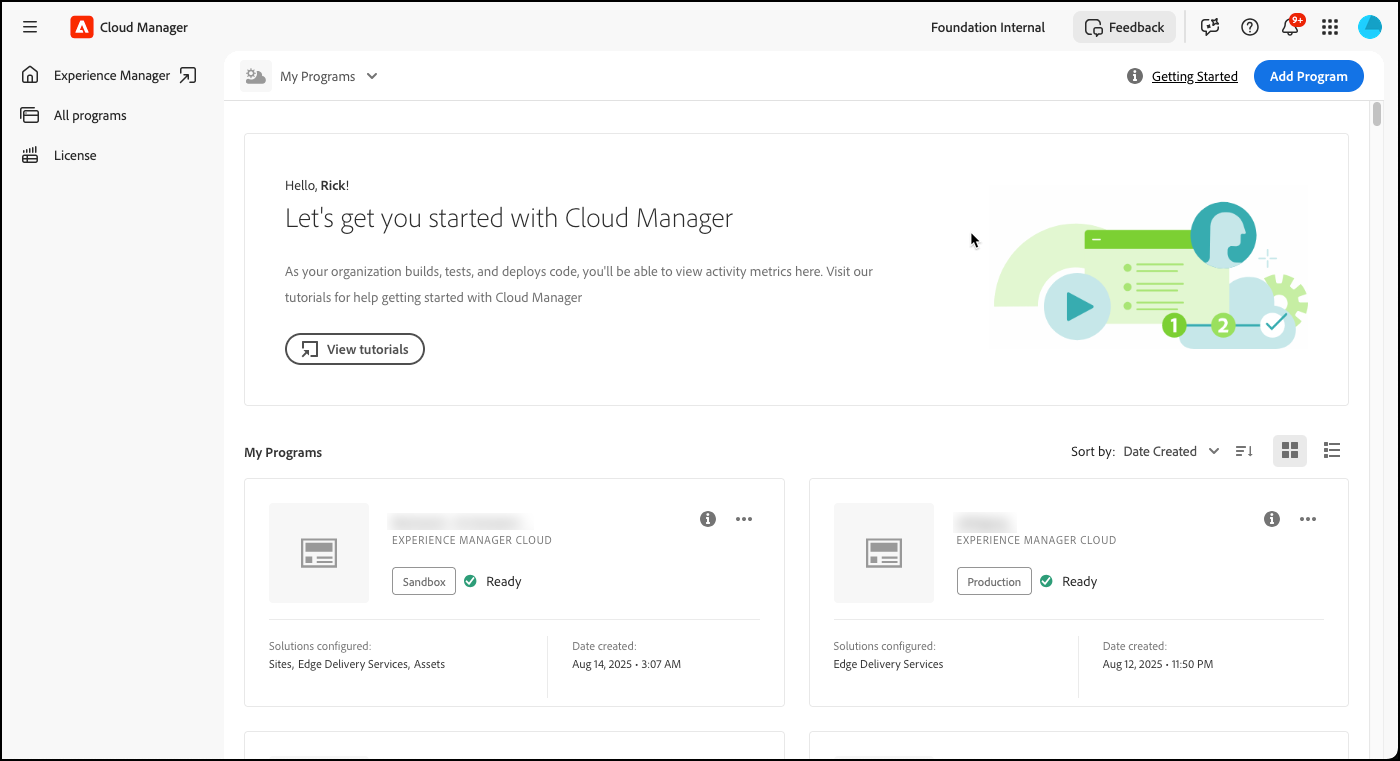 Cloud Manager
Foundation Internal
Feedback
9+
Experience Manager
All programs
License
My Programs
Getting Started
Add Program
Hello, Rick!
Let's get you started with Cloud Manager
As your organization builds, tests, and deploys code, you'll be able to view activity metrics here. Visit our
tutorials for help getting started with Cloud Manager
View tutorials
1
2
My Programs
Sort by: Date Created
EXPERIENCE MANAGER CLOUD
Sandbox
Ready
Solutions configured:
Sites, Edge Delivery Services, Assets
Date created:
Aug 14, 2025 • 3:07 AM
EXPERIENCE MANAGER CLOUD
Production
Ready
Solutions configured:
Edge Delivery Services
Date created:
Aug 12, 2025 • 11:50 PM